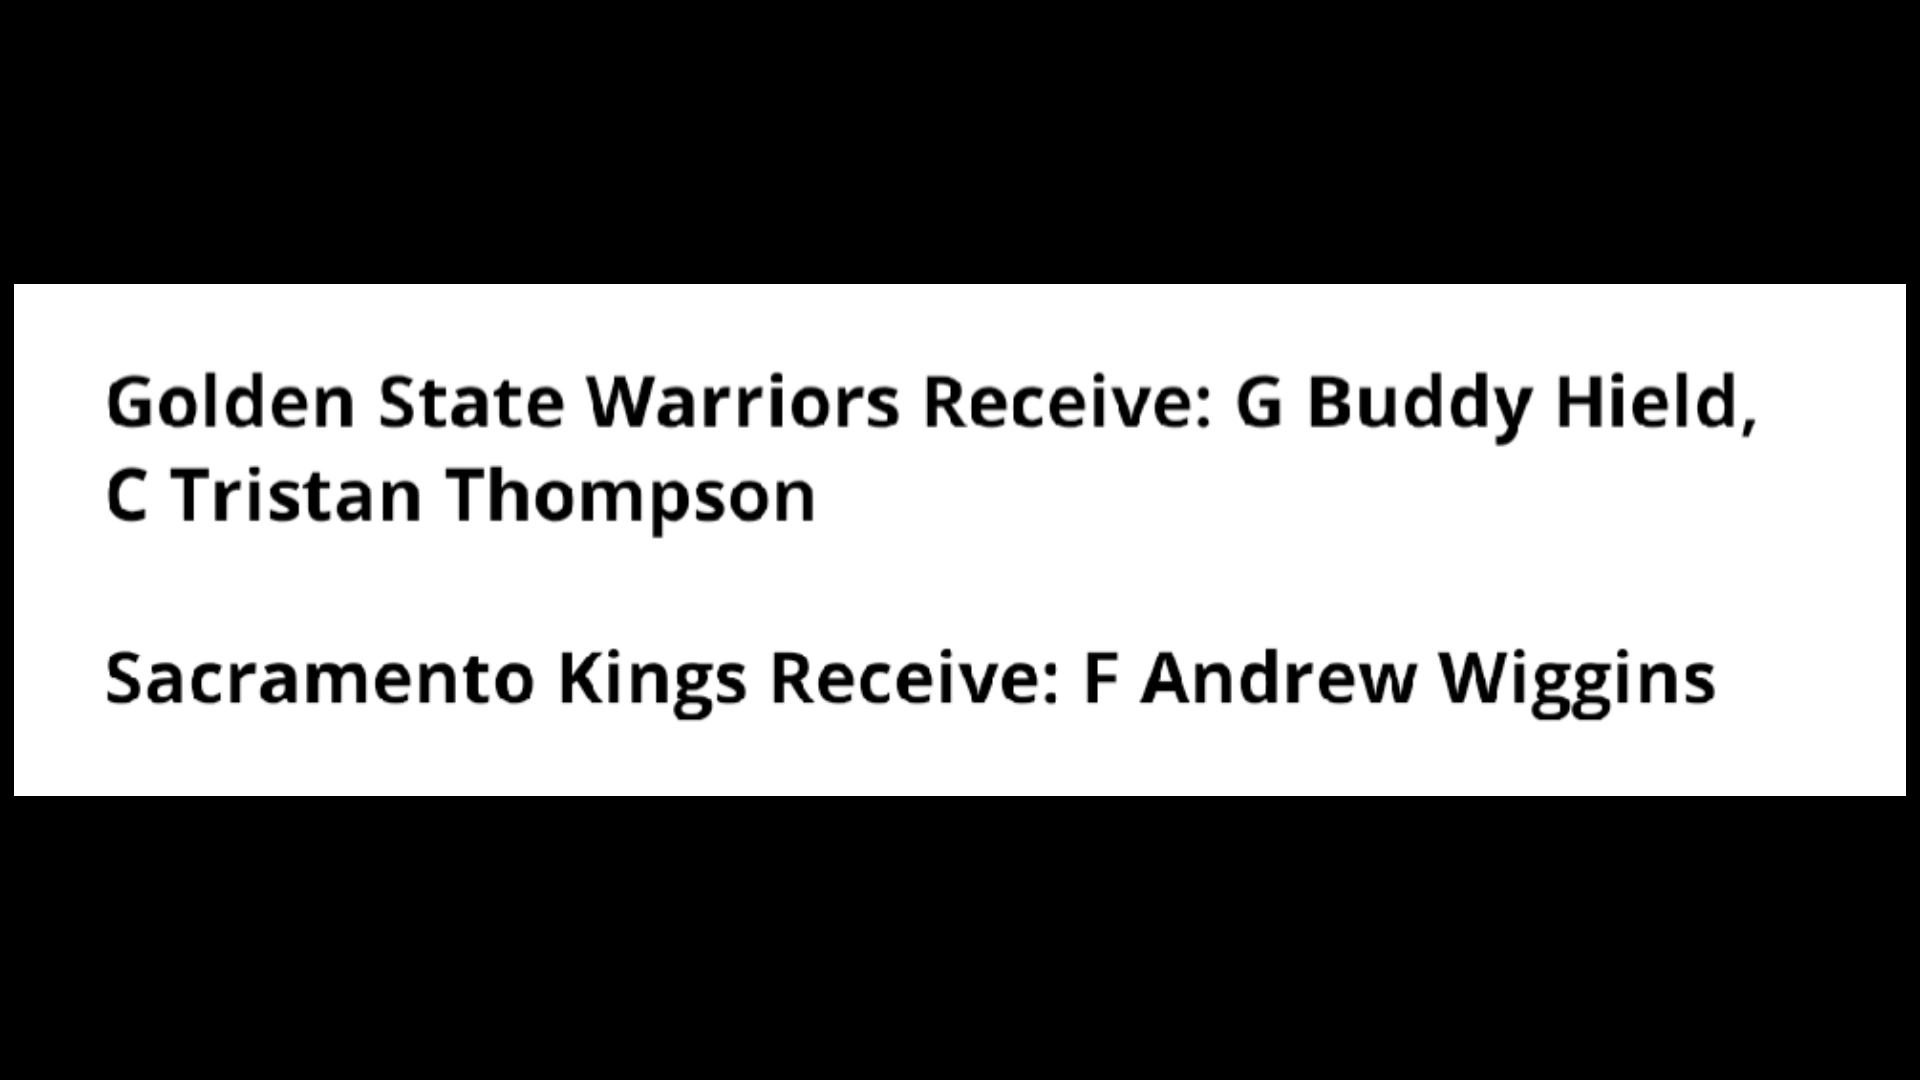 Golden State Warriors Receive: G Buddy Hield,
C Tristan Thompson
Sacramento Kings Receive: F Andrew Wiggins